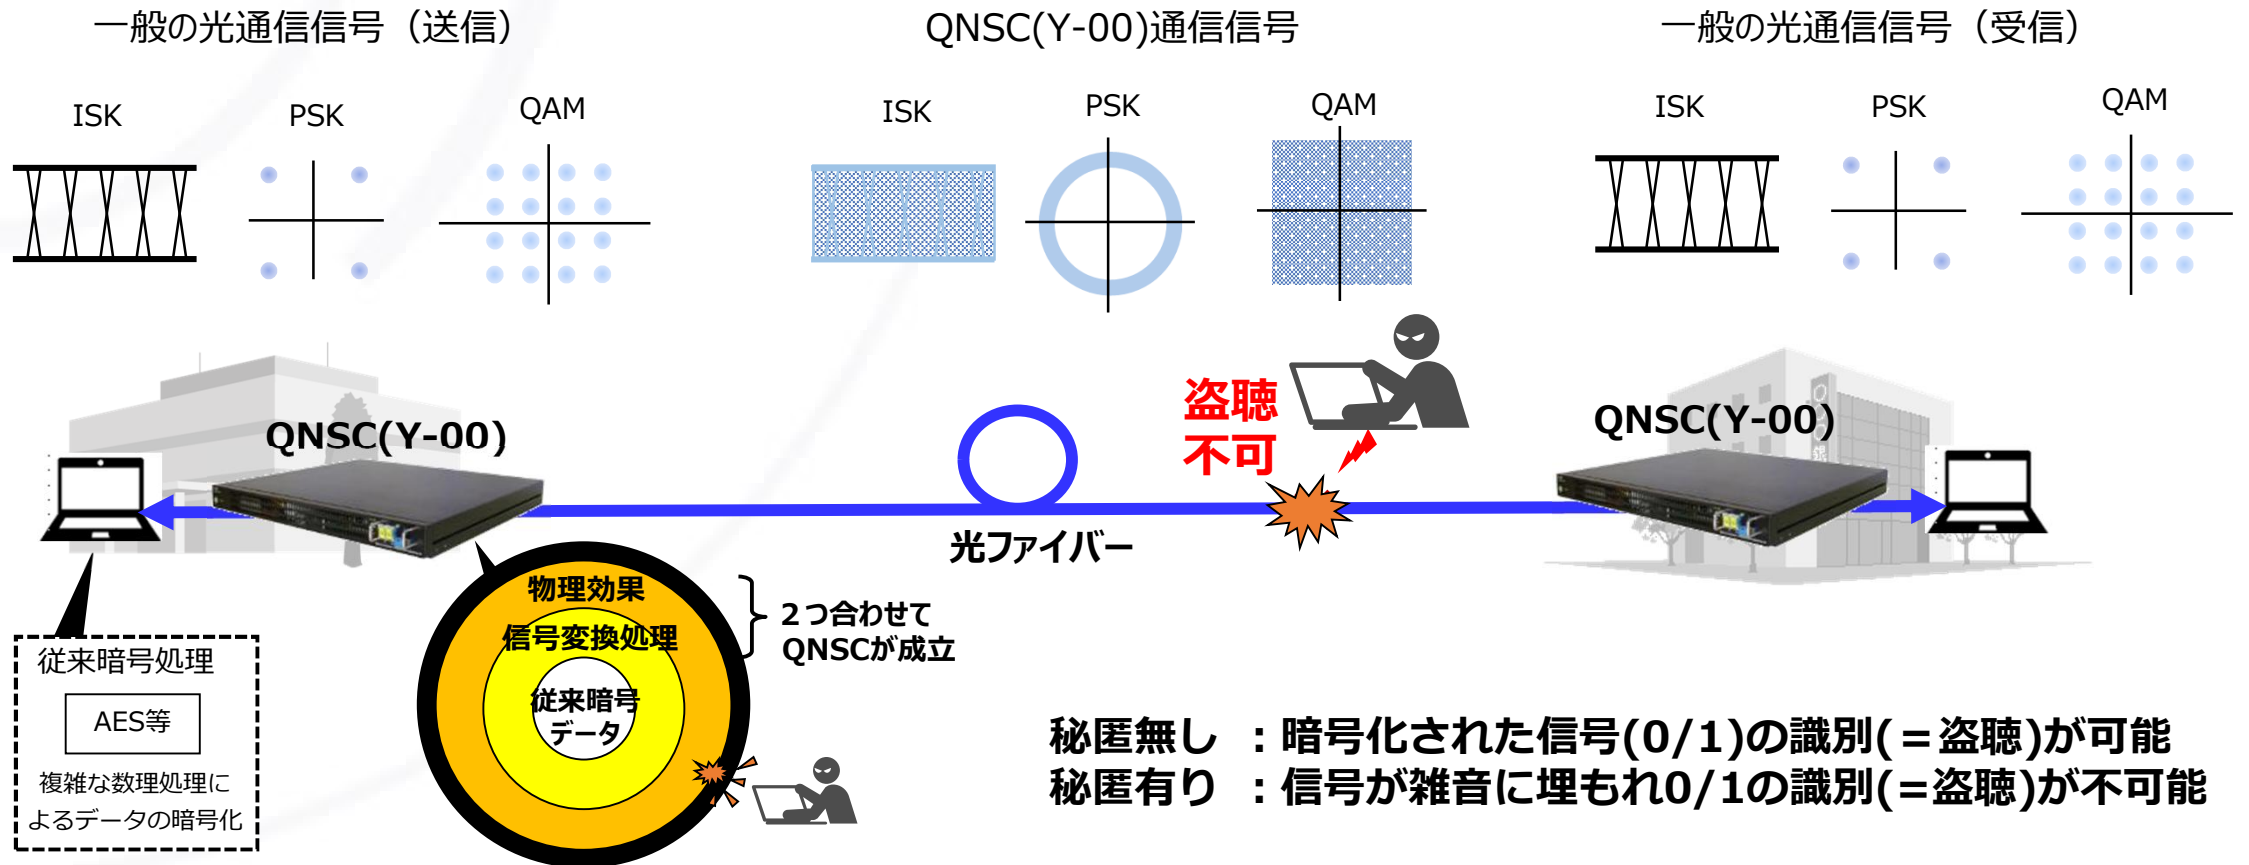 一般の光通信信号（送信）
QNSC(Y-00)通信信号
一般の光通信信号（受信）
ISK
PSK
QAM
ISK
PSK
QAM
ISK
PSK
QAM
盗聴
不可
QNSC(Y-00)
QNSC(Y-00)
光ファイバー
物理効果
信号変換処理
従来暗号
データ
２つ合わせて
QNSCが成立
従来暗号処理
AES等
複雑な数理処理に
よるデータの暗号化
秘匿無し ：暗号化された信号(0/1)の識別(＝盗聴)が可能
秘匿有り ：信号が雑音に埋もれ0/1の識別(＝盗聴)が不可能